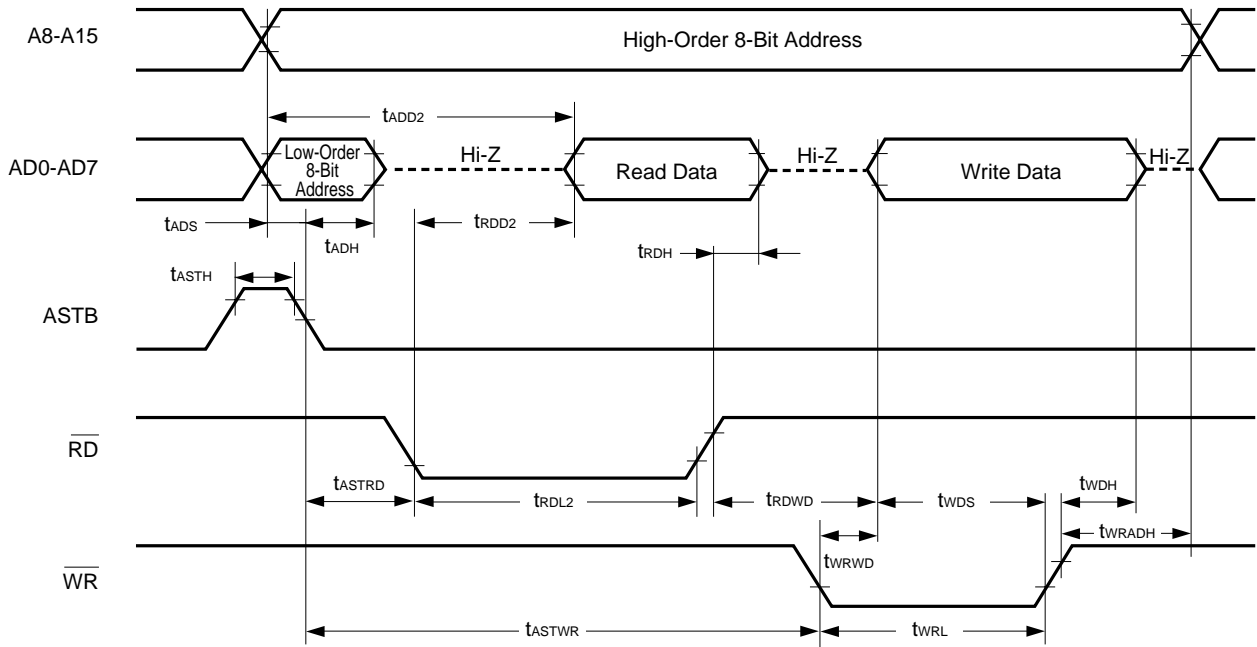 A8-A15
High-Order 8-Bit Address
tADD2
AD0-AD7
Low-Order
8-Bit
Address
Hi-Z
Read Data
Hi-Z
Write Data
Hi-Z
tADS
tADH
tRDD2
tRDH
tASTH
ASTB
RD
tASTRD
tRDL2
tRDWD
tWDS
tWDH
tWRADH
tWRWD
WR
tASTWR
tWRL